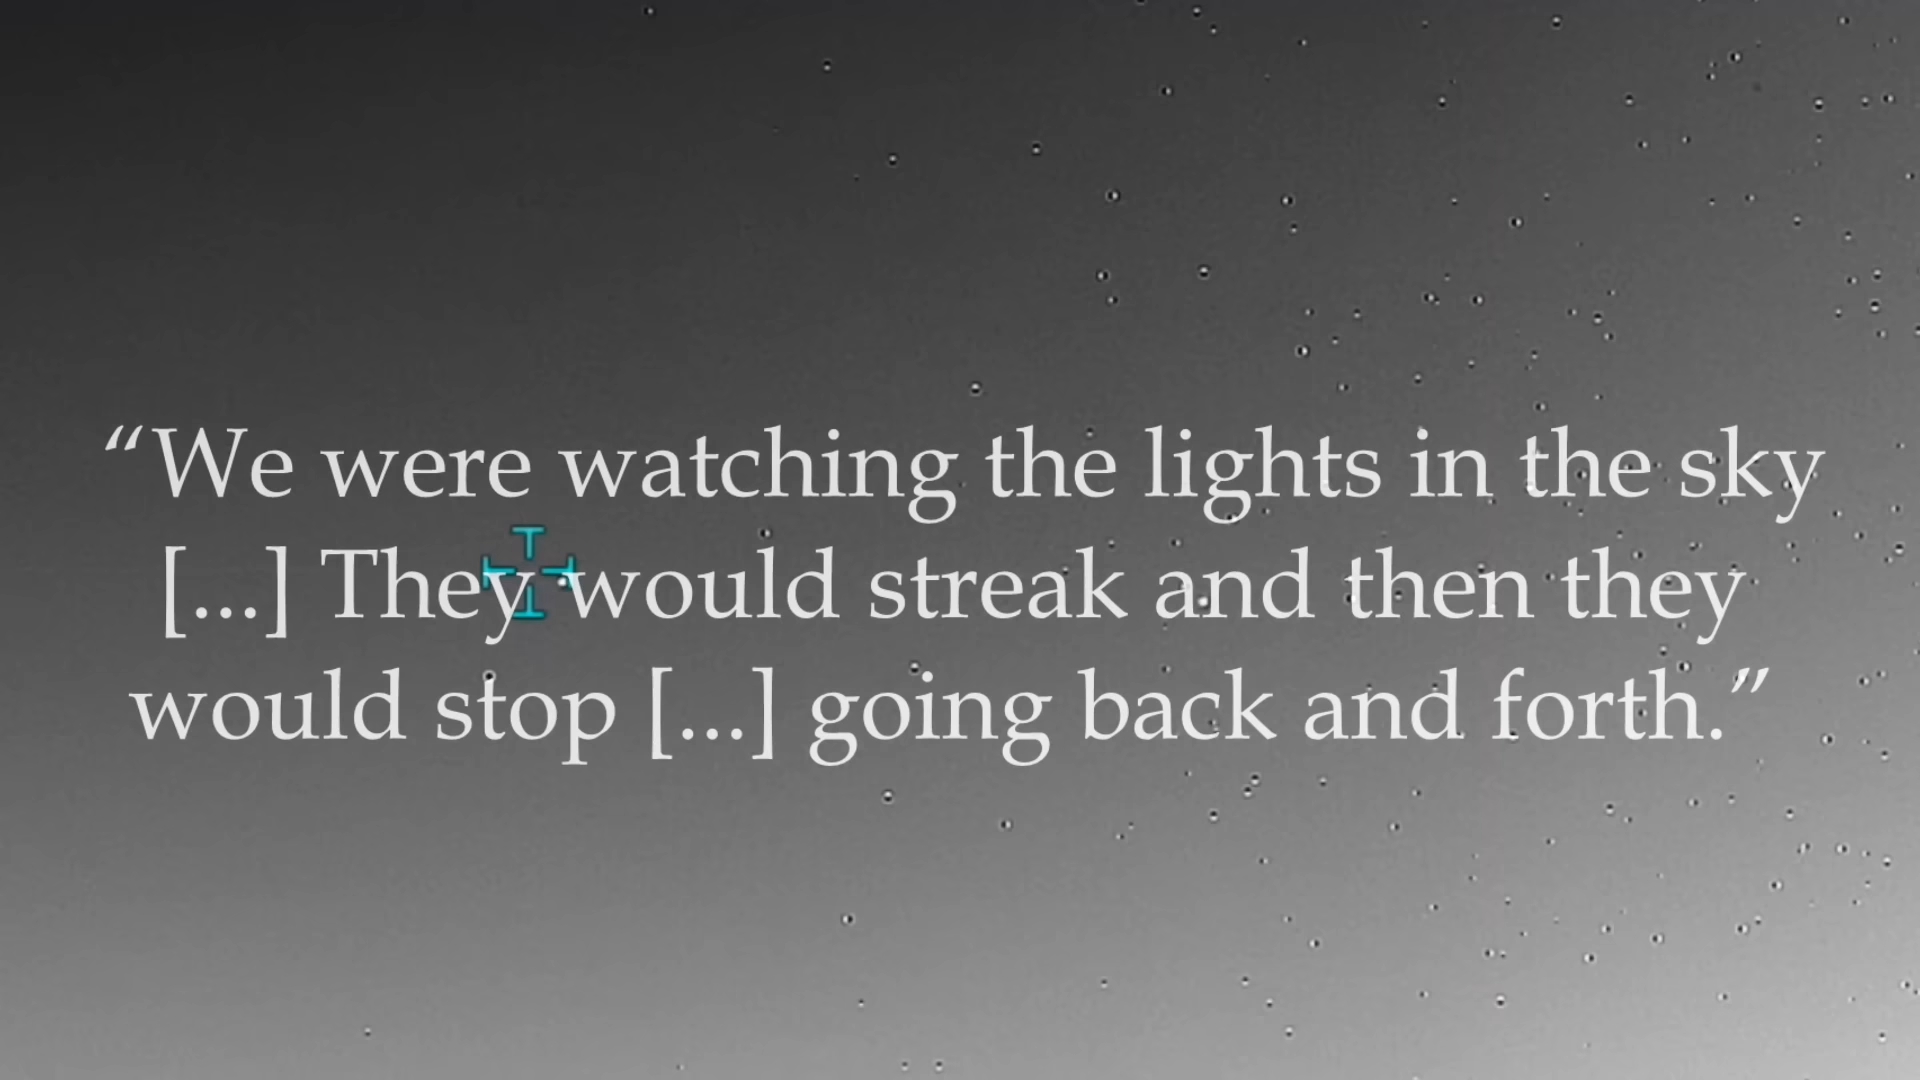 “We were watching the lights in the sky
[...] They would streak and then they
would stop [...] going back and forth.”